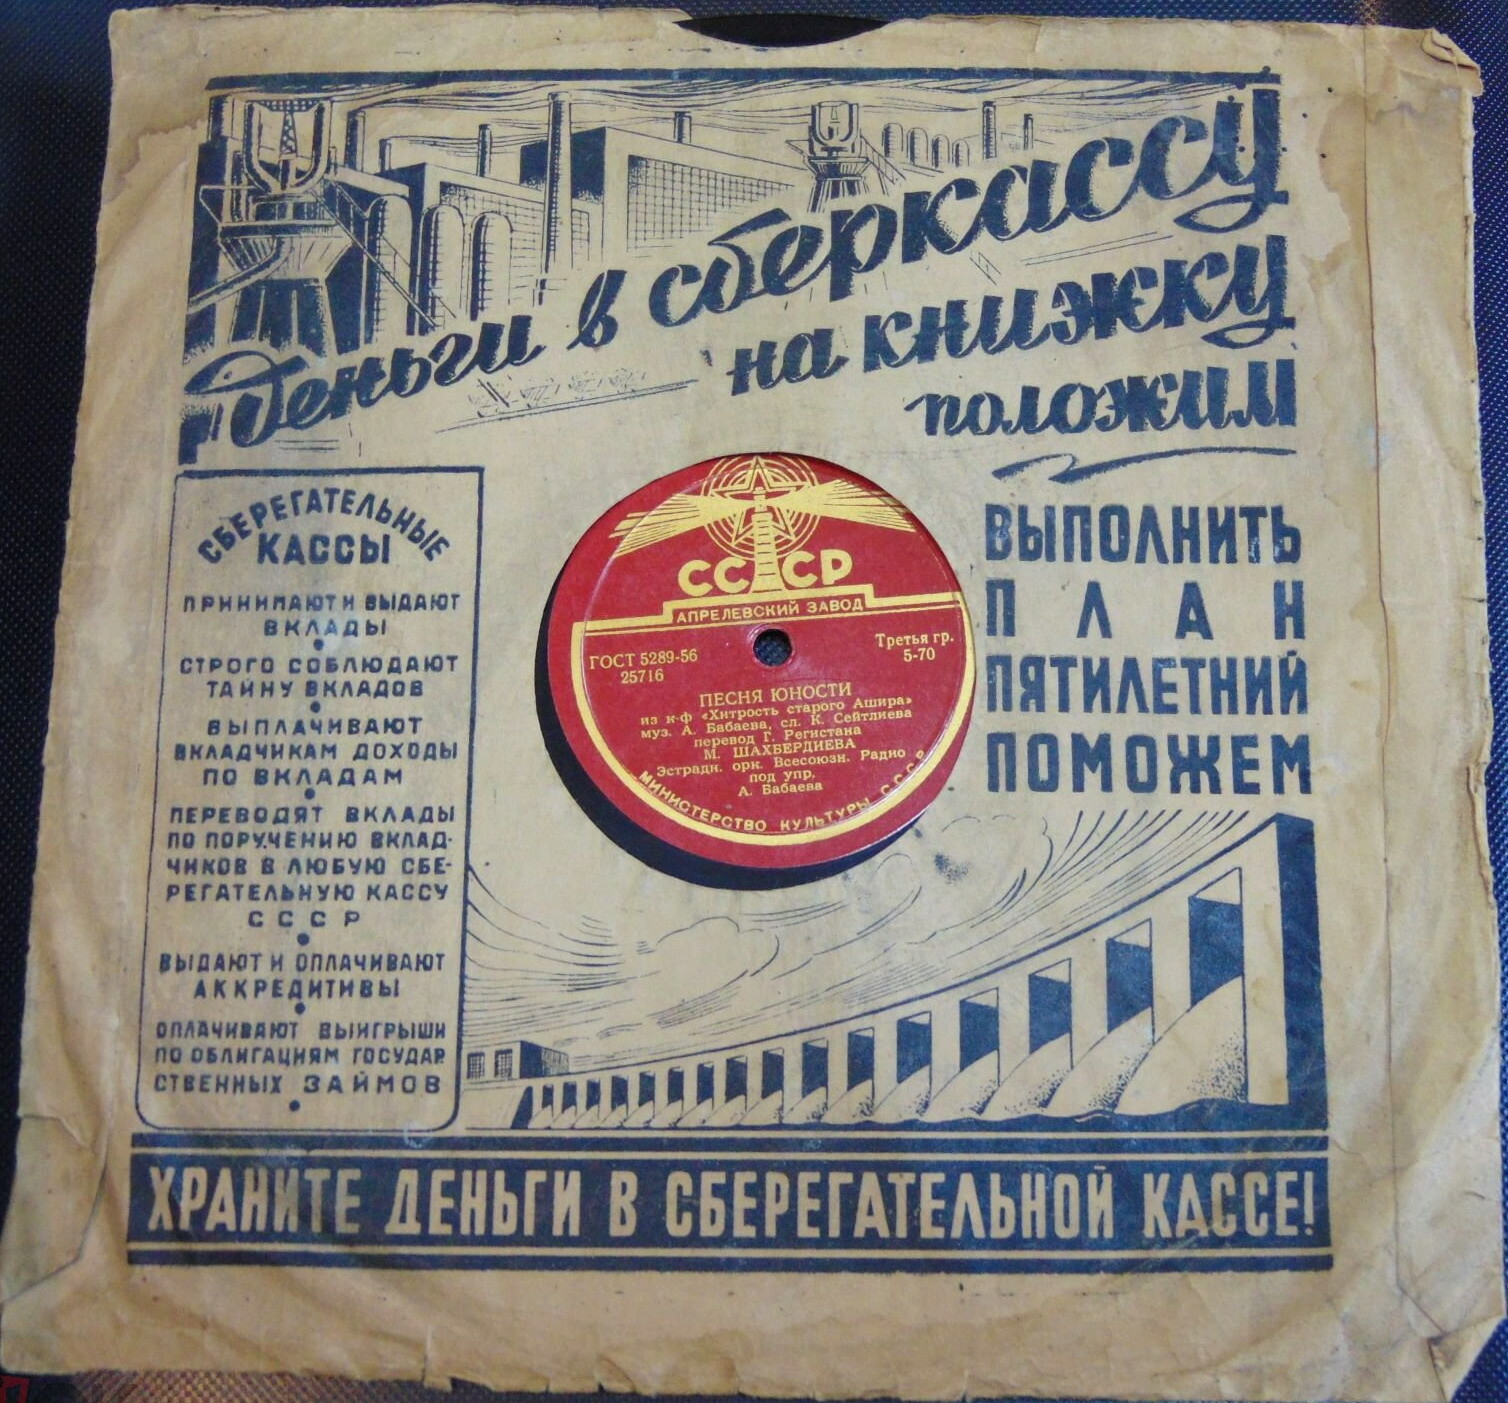 Деньги в сберкассу
на книжку
положим
ВЫПОЛНИТЬ
ПЛАН
ПЯТИЛЕТНИЙ
ПОМОЖЕМ
СБЕРЕГАТЕЛЬНЫЕ
КАССЫ
ПРИНИМАЮТ И ВЫДАЮТ
ВКЛАДЫ
СТРОГО СОБЛЮДАЮТ
ТАЙНУ ВКЛАДОВ
ВЫПЛАЧИВАЮТ
ВКЛАДЧИКАМ ДОХОДЫ
ПО ВКЛАДАМ
ПЕРЕВОДЯТ ВКЛАДЫ
ПО ПОРУЧЕНИЮ ВКЛАД-
ЧИКОВ В ЛЮБУЮ СБЕ-
РЕГАТЕЛЬНУЮ КАССУ
СССР
ВЫДАЮТ И ОПЛАЧИВАЮТ
АККРЕДИТИВЫ
ОПЛАЧИВАЮТ ВЫИГРЫШИ
ПО ОБЛИГАЦИЯМ ГОСУДАР
СТВЕННЫХ ЗАЙМОВ
СССР
АПРЕЛЕВСКИЙ ЗАВОД
ГОСТ 5289-56
25716
Третья гр.
5-70
ПЕСНЯ ЮНОСТИ
из к-ф «Хитрость старого Ашира»
муз. А. Бабаева, сл. К. Сейтлиева
перевод Г. Регистана
М. ШАХБЕРДИЕВА
Эстрадн. орк. Всесоюзн. Радио
под упр.
А. Бабаева
МИНИСТЕРСТВО КУЛЬТУРЫ СССР
ХРАНИТЕ ДЕНЬГИ В СБЕРЕГАТЕЛЬНОЙ КАССЕ!